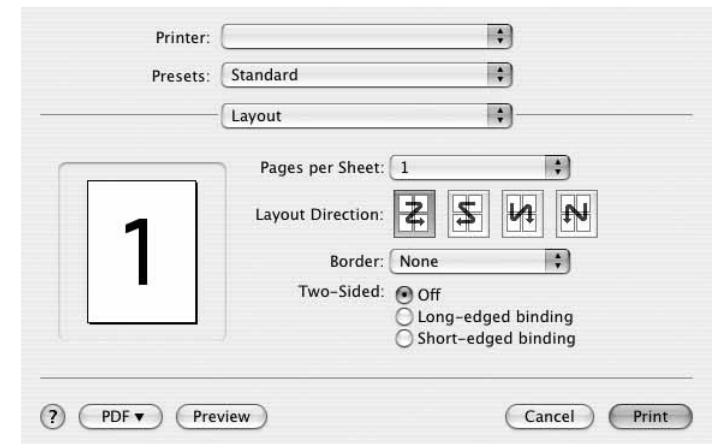 Printer:
Presets: Standard
Layout
Pages per Sheet: 1
1
Layout Direction:
Border: None
Two-Sided: Off
Long-edged binding
Short-edged binding
? PDF▼ Preview Cancel Print